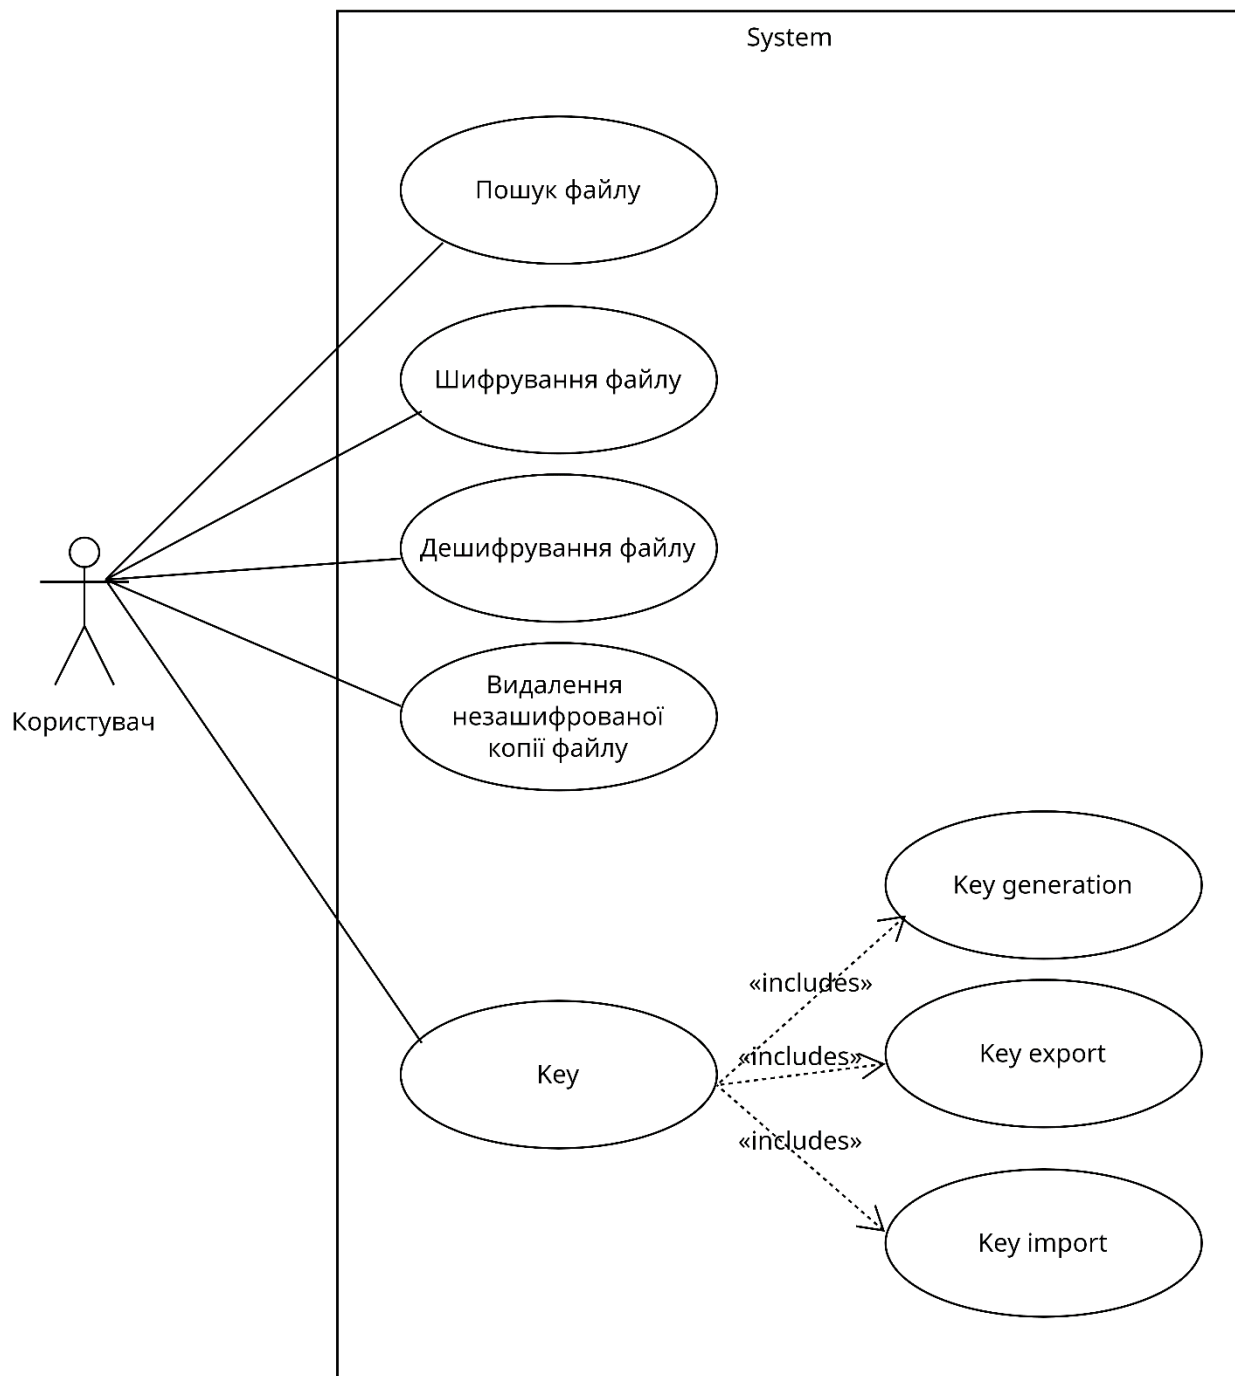 System
Пошук файлу
Шифрування файлу
Дешифрування файлу
Видалення
незашифрованої
копії файлу
Користувач
Key generation
«includes»
Key export
«includes»
Key
«includes»
Key import